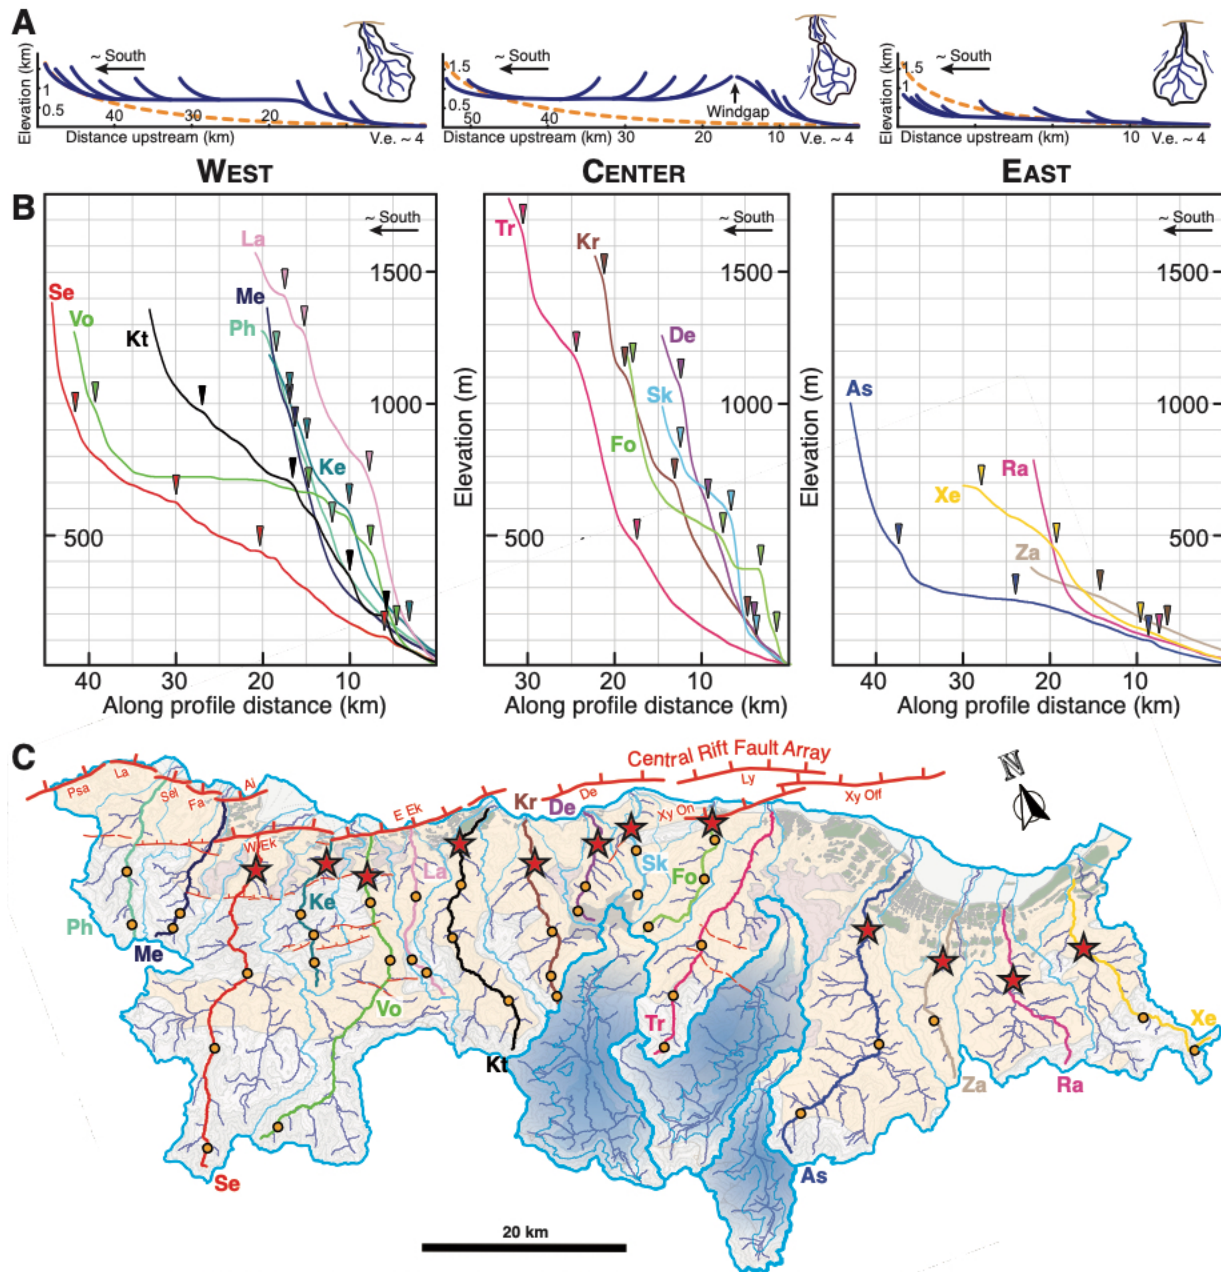 A
Elevation (km)
1.5
1
0.5
~ South
40
30
20
Distance upstream (km)
V.e. ~ 4
1.5
0.5
~ South
Windgap
50
40
30
20
10
Distance upstream (km)
V.e. ~ 4
1.5
1
0.5
~ South
10
Distance upstream (km)
V.e. ~ 4
WEST
CENTER
EAST
B
~ South
La
Se
Vo
Kt
Me
Ph
Ke
1500
1000
500
40
30
20
10
Along profile distance (km)
Elevation (m)
~ South
Tr
Kr
De
Sk
Fo
1500
1000
500
30
20
10
Along profile distance (km)
Elevation (m)
~ South
As
Ra
Xe
Za
1500
1000
500
40
30
20
10
Along profile distance (km)
C
Central Rift Fault Array
N
Psa
La
Sel
Fa
Ai
W Ek
E Ek
De
Ly
Xy On
Xy Off
Kr
De
La
Sk
Fo
Ke
Ph
Me
Vo
Kt
Tr
Se
As
Za
Ra
Xe
20 km